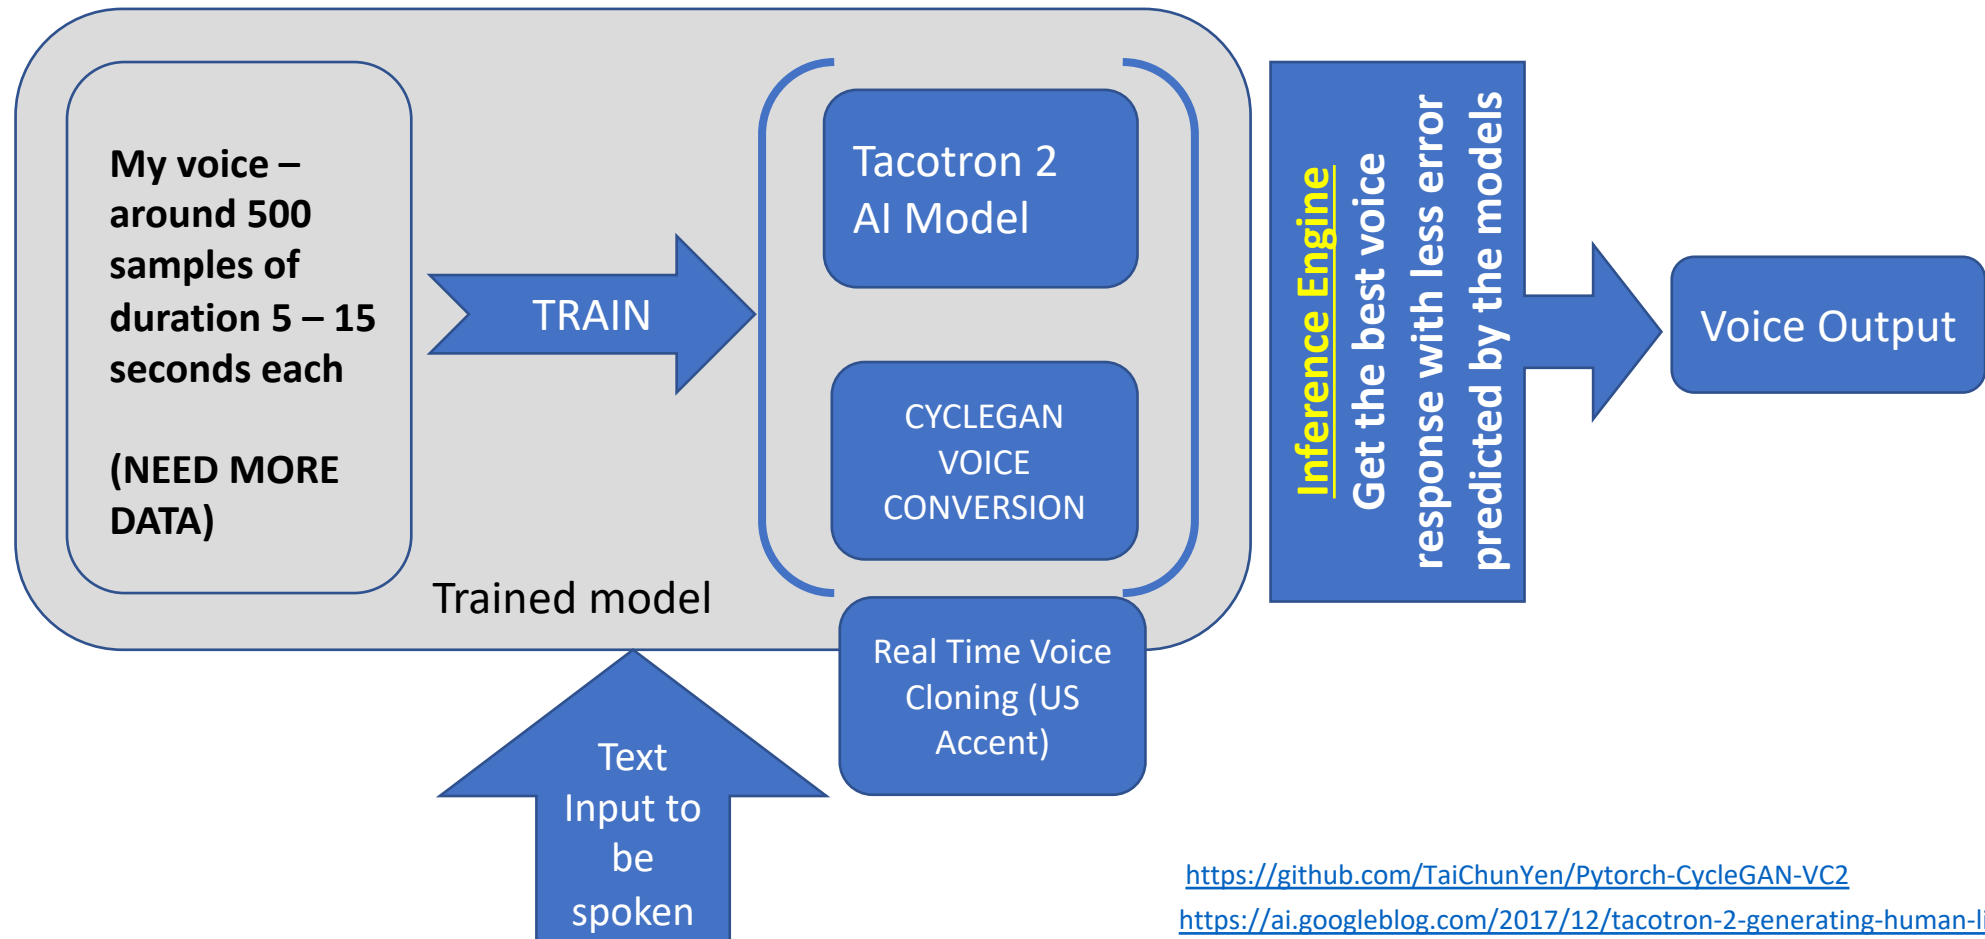 My voice –
around 500
samples of
duration 5 – 15
seconds each
(NEED MORE
DATA)
TRAIN
Tacotron 2
AI Model
CYCLEGAN
VOICE
CONVERSION
Trained model
Real Time Voice
Cloning (US
Accent)
Text
Input to
be
spoken
Inference Engine
Get the best voice
response with less error
predicted by the models
Voice Output
https://github.com/TaiChunYen/Pytorch-CycleGAN-VC2
https://ai.googleblog.com/2017/12/tacotron-2-generating-human-li